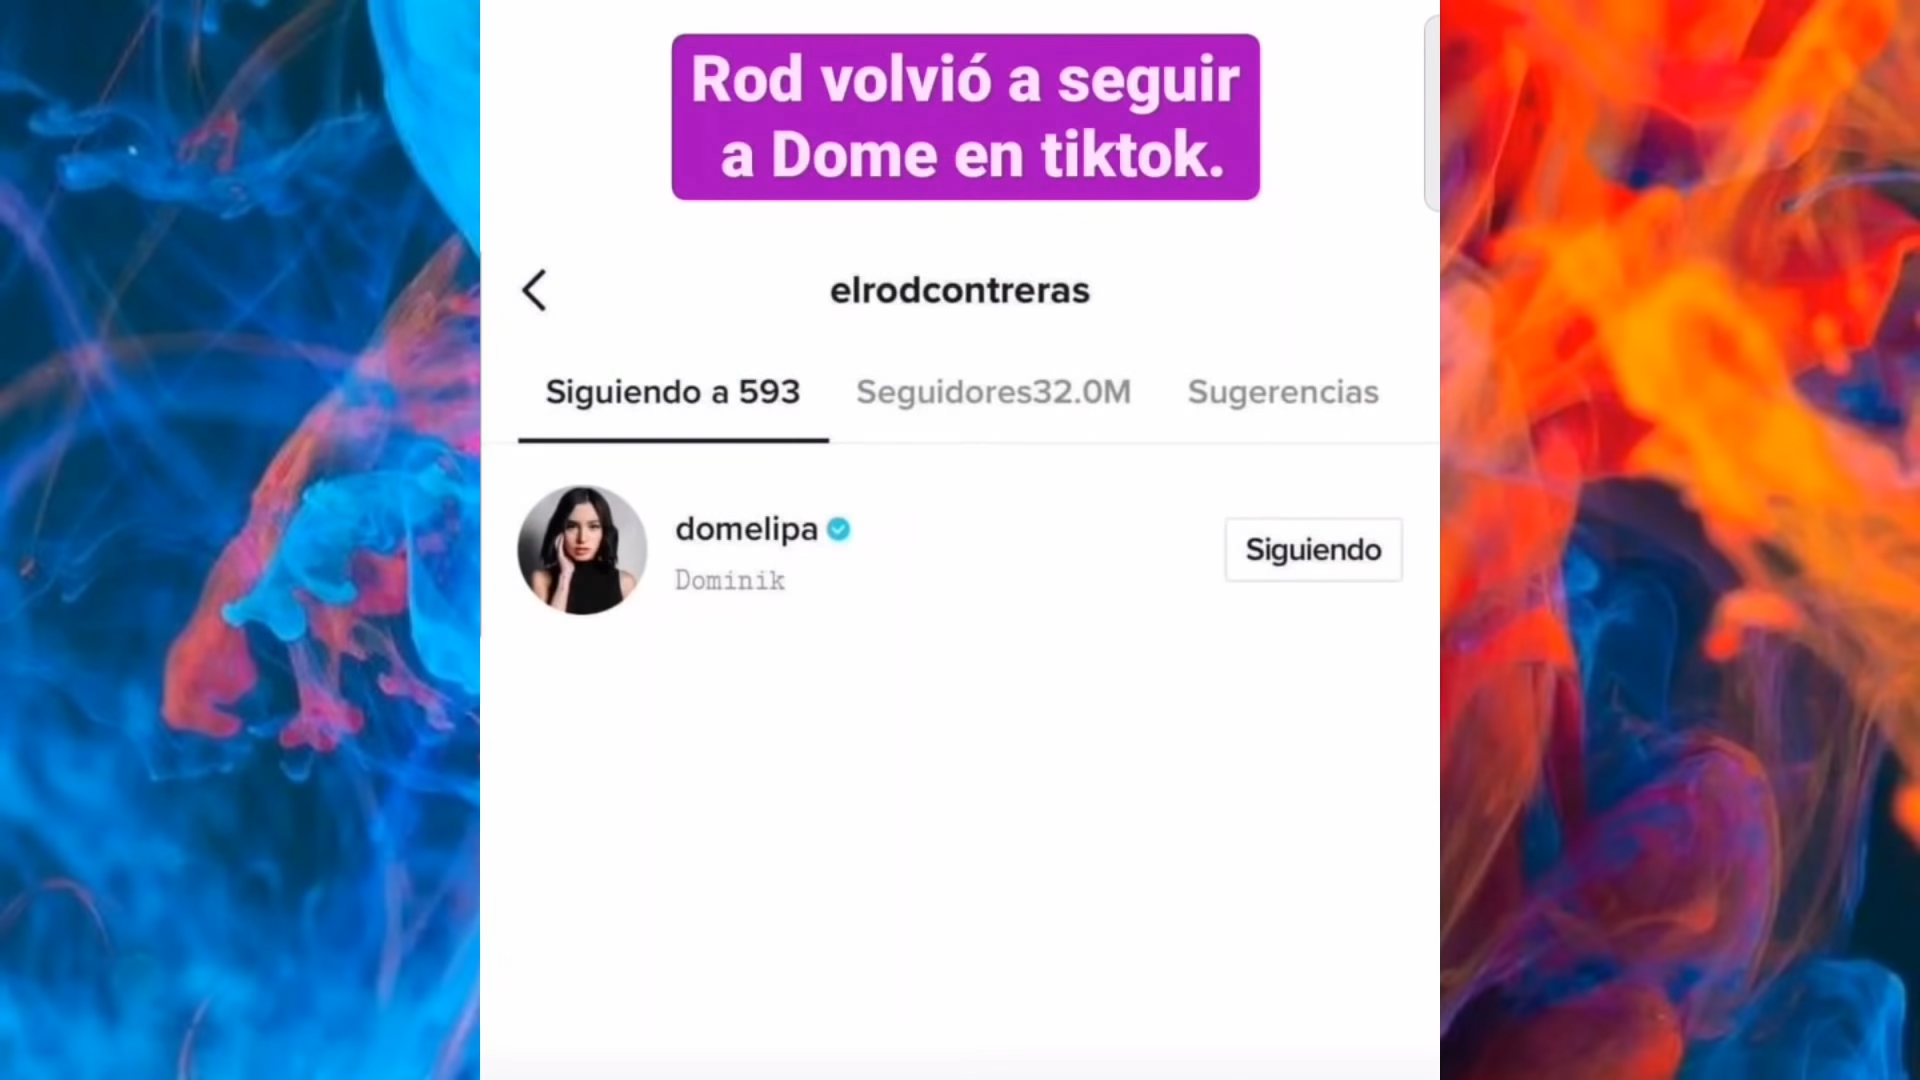 Rod volvió a seguir
a Dome en tiktok.
elrodcontreras
Siguiendo a 593 Seguidores32.0M Sugerencias
domelipa
Dominik
Siguiendo